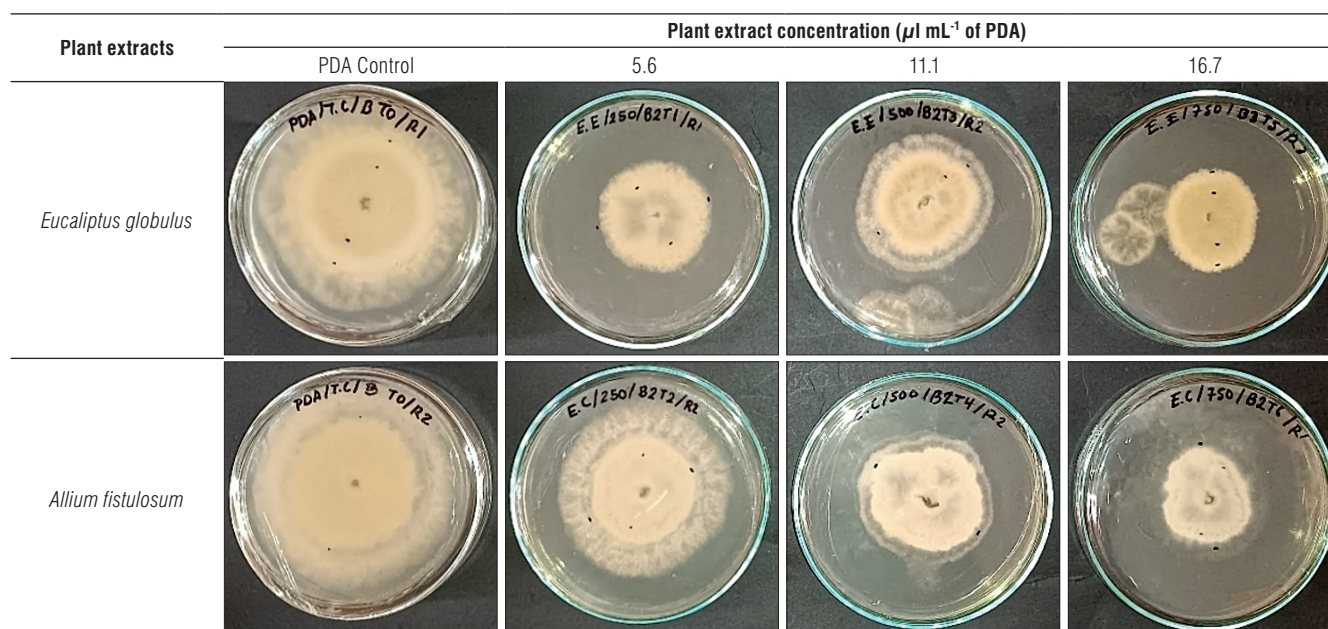 Plant extracts
Plant extract concentration (µl mL-1 of PDA)
PDA Control 5.6 11.1 16.7
Eucaliptus globulus
PDA/T.C/B T0/R1
E.E/250/B2T1/R1
E.E/500/B2T3/R2
E.E/750/B2T5/R2
Allium fistulosum
PDA/T.C/B T0/R2
E.C/250/B2T2/R2
E.C/500/B2T4/R2
E.C/750/B2T6/R1